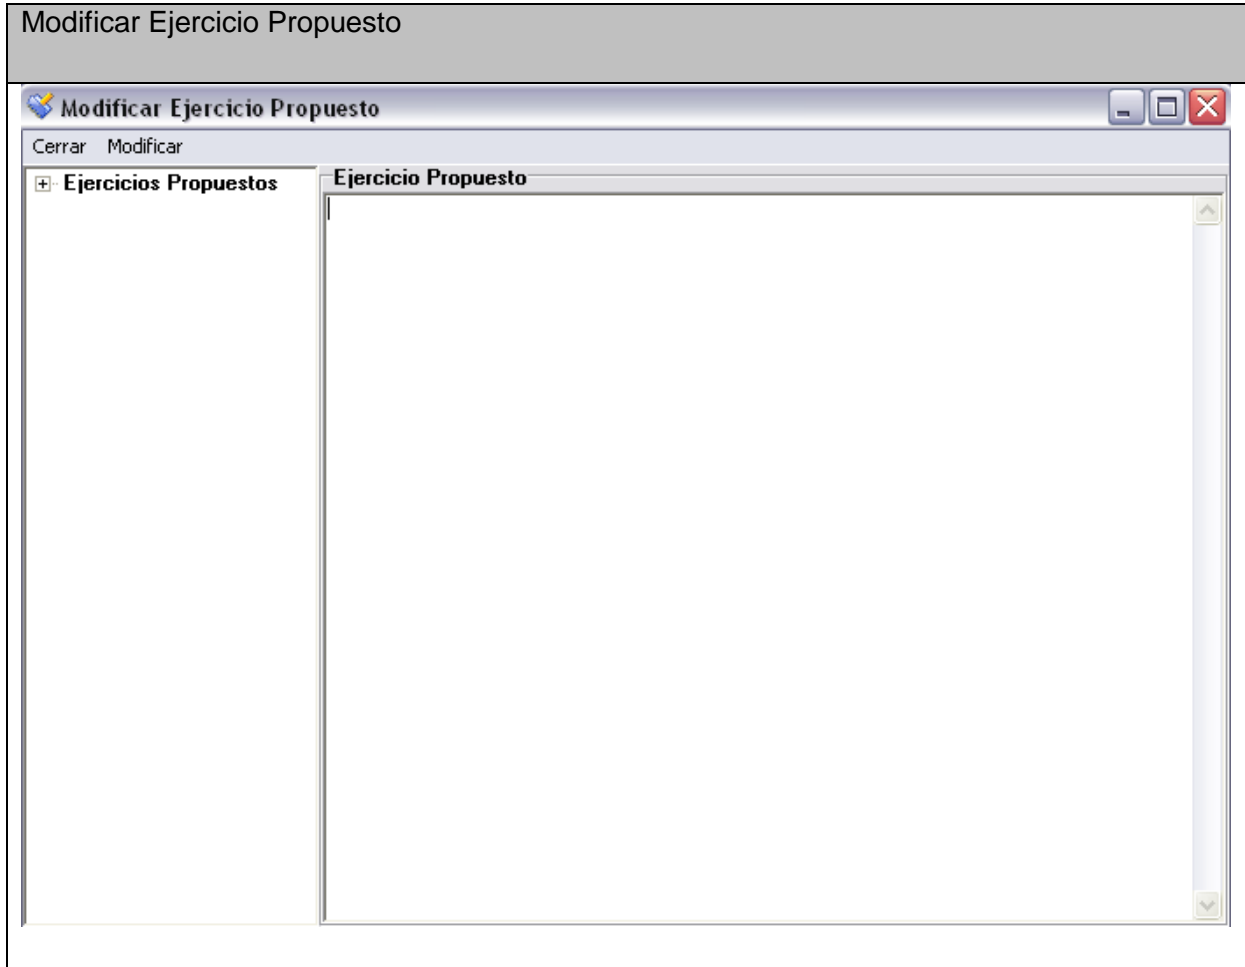 Modificar Ejercicio Propuesto
Modificar Ejercicio Propuesto
Cerrar Modificar
Ejercicios Propuestos
Ejercicio Propuesto